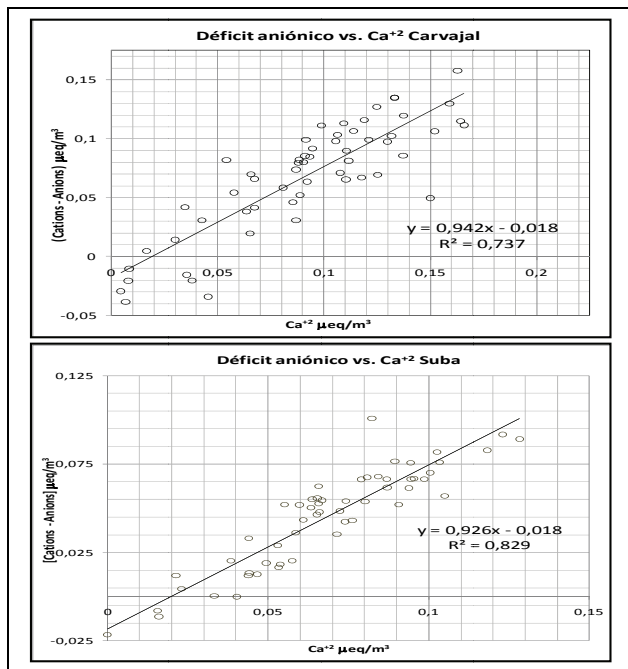 Déficit aniónico vs. Ca⁺² Carvajal
0,15
0,1
0,05
0
-0,05
(Cations - Anions) µeq/m³
0
0,05
0,1
0,15
0,2
y = 0,942x - 0,018
R² = 0,737
Ca⁺² µeq/m³
Déficit aniónico vs. Ca⁺² Suba
0,125
0,075
0,025
-0,025
[Cations - Anions) µeq/m³
0
0,05
0,1
0,15
y = 0,926x - 0,018
R² = 0,829
Ca⁺² µeq/m³